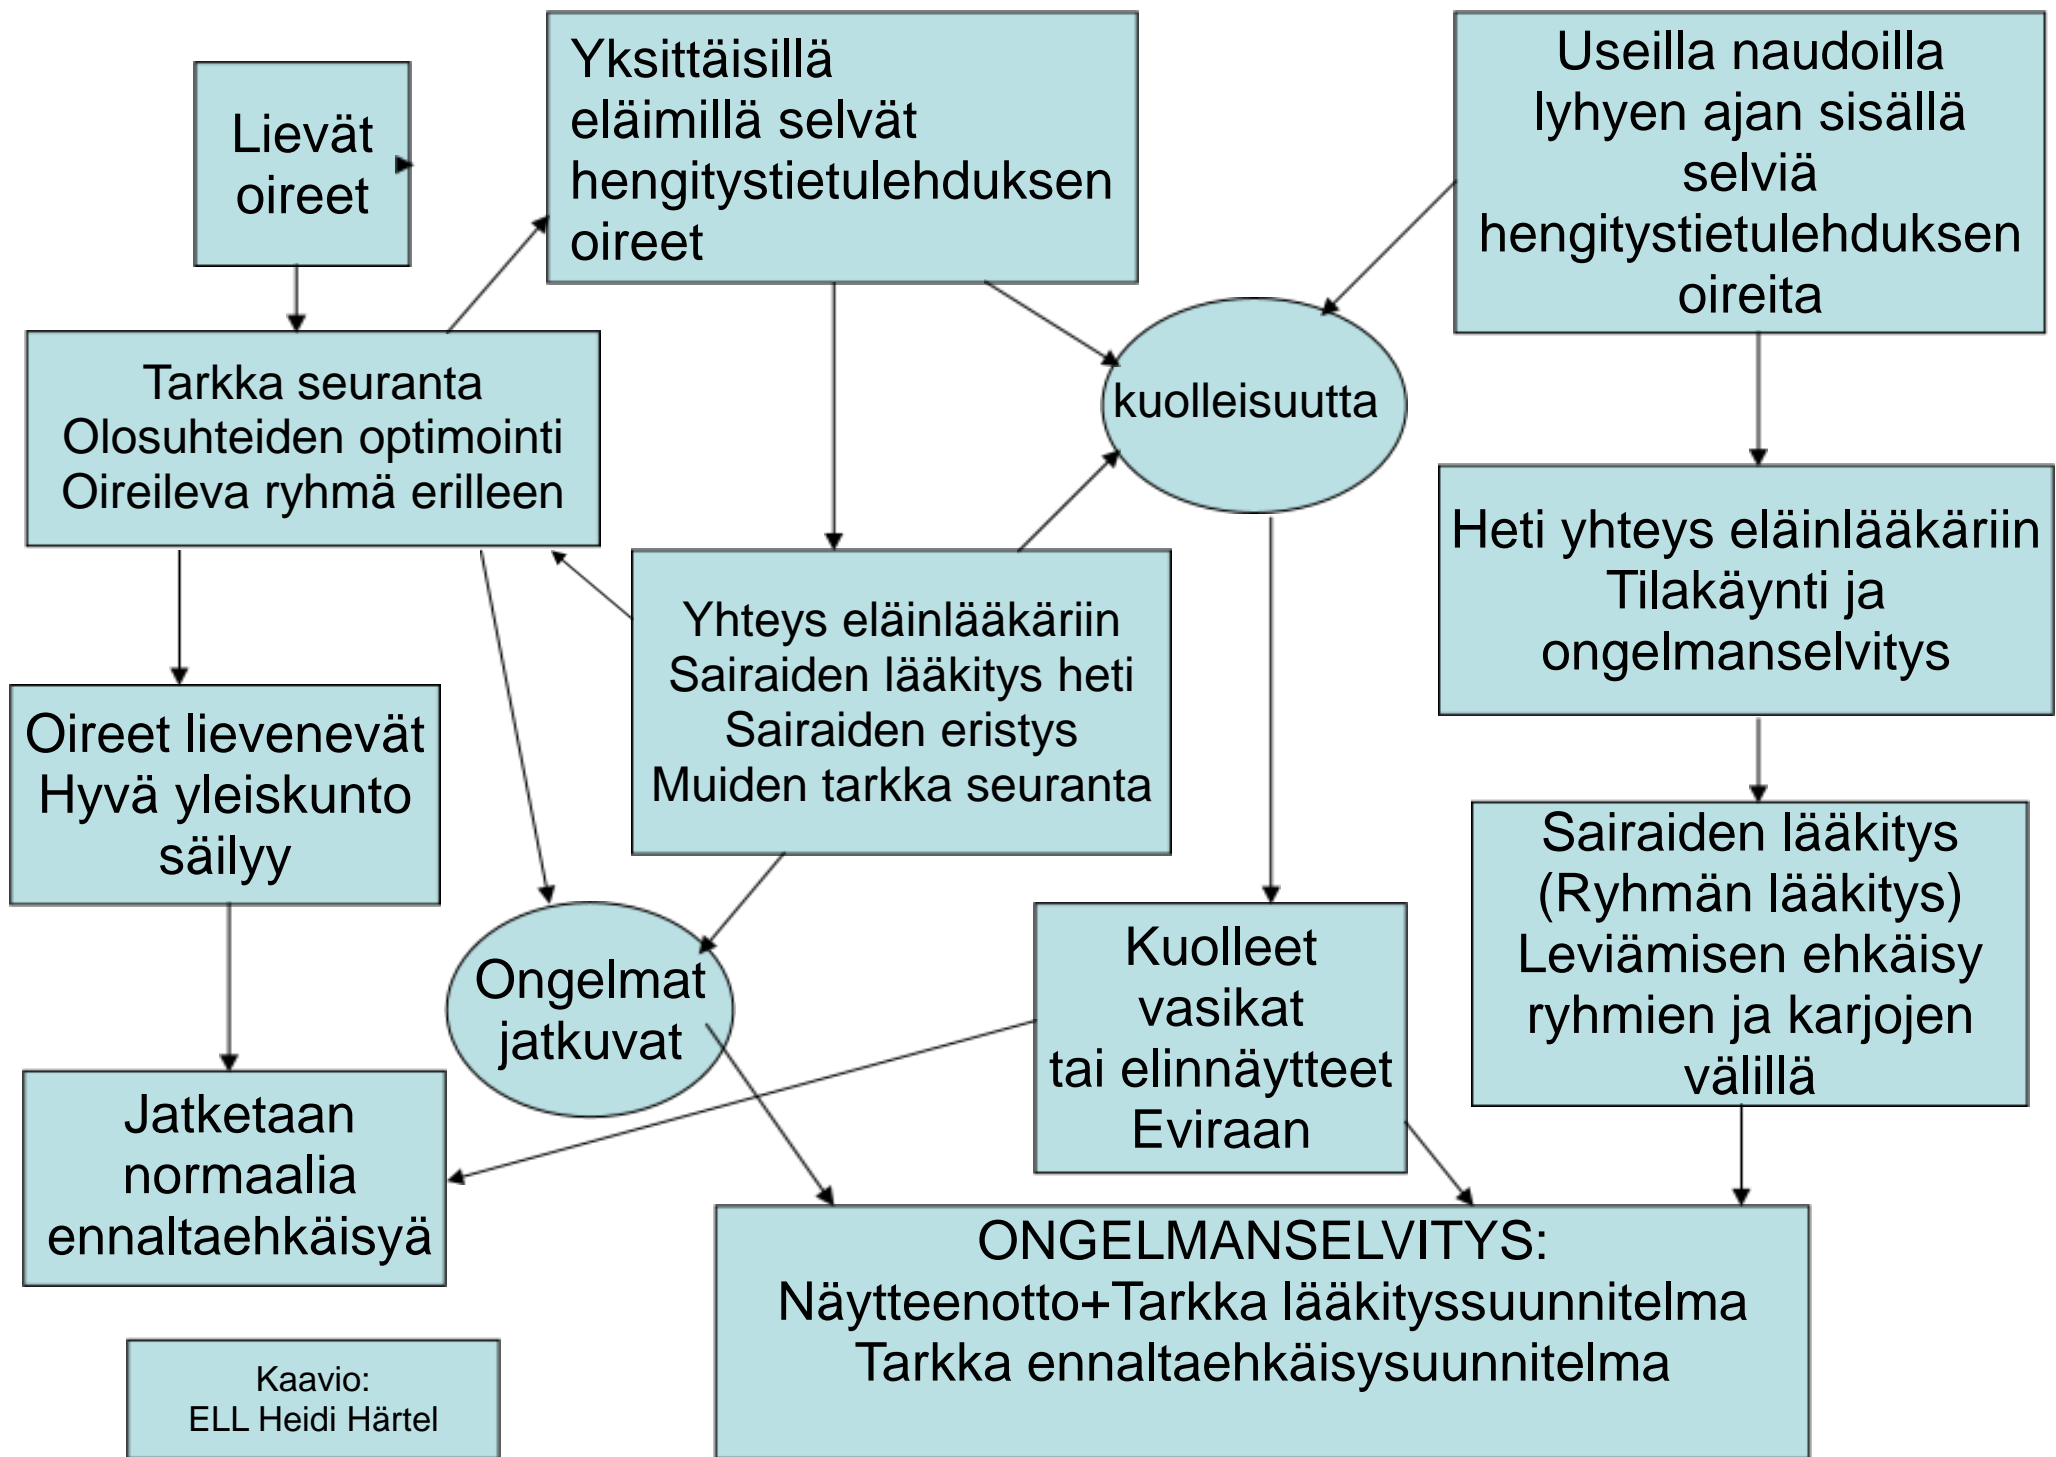 Lievät
oireet
Yksittäisillä
eläimillä selvät
hengitystietulehduksen
oireet
Useilla naudoilla
lyhyen ajan sisällä
selviä
hengitystietulehduksen
oireita
Tarkka seuranta
Olosuhteiden optimointi
Oireileva ryhmä erilleen
kuolleisuutta
Heti yhteys eläinlääkäriin
Tilakäynti ja
ongelmanselvitys
Yhteys eläinlääkäriin
Sairaiden lääkitys heti
Sairaiden eristys
Muiden tarkka seuranta
Oireet lievenevät
Hyvä yleiskunto
säilyy
Sairaiden lääkitys
(Ryhmän lääkitys)
Leviämisen ehkäisy
ryhmien ja karjojen
välillä
Ongelmat
jatkuvat
Kuolleet
vasikat
tai elinnäytteet
Eviraan
Jatketaan
normaalia
ennaltaehkäisyä
ONGELMANSELVITYS:
Näytteenotto+Tarkka lääkityssuunnitelma
Tarkka ennaltaehkäisysuunnitelma
Kaavio:
ELL Heidi Härtel